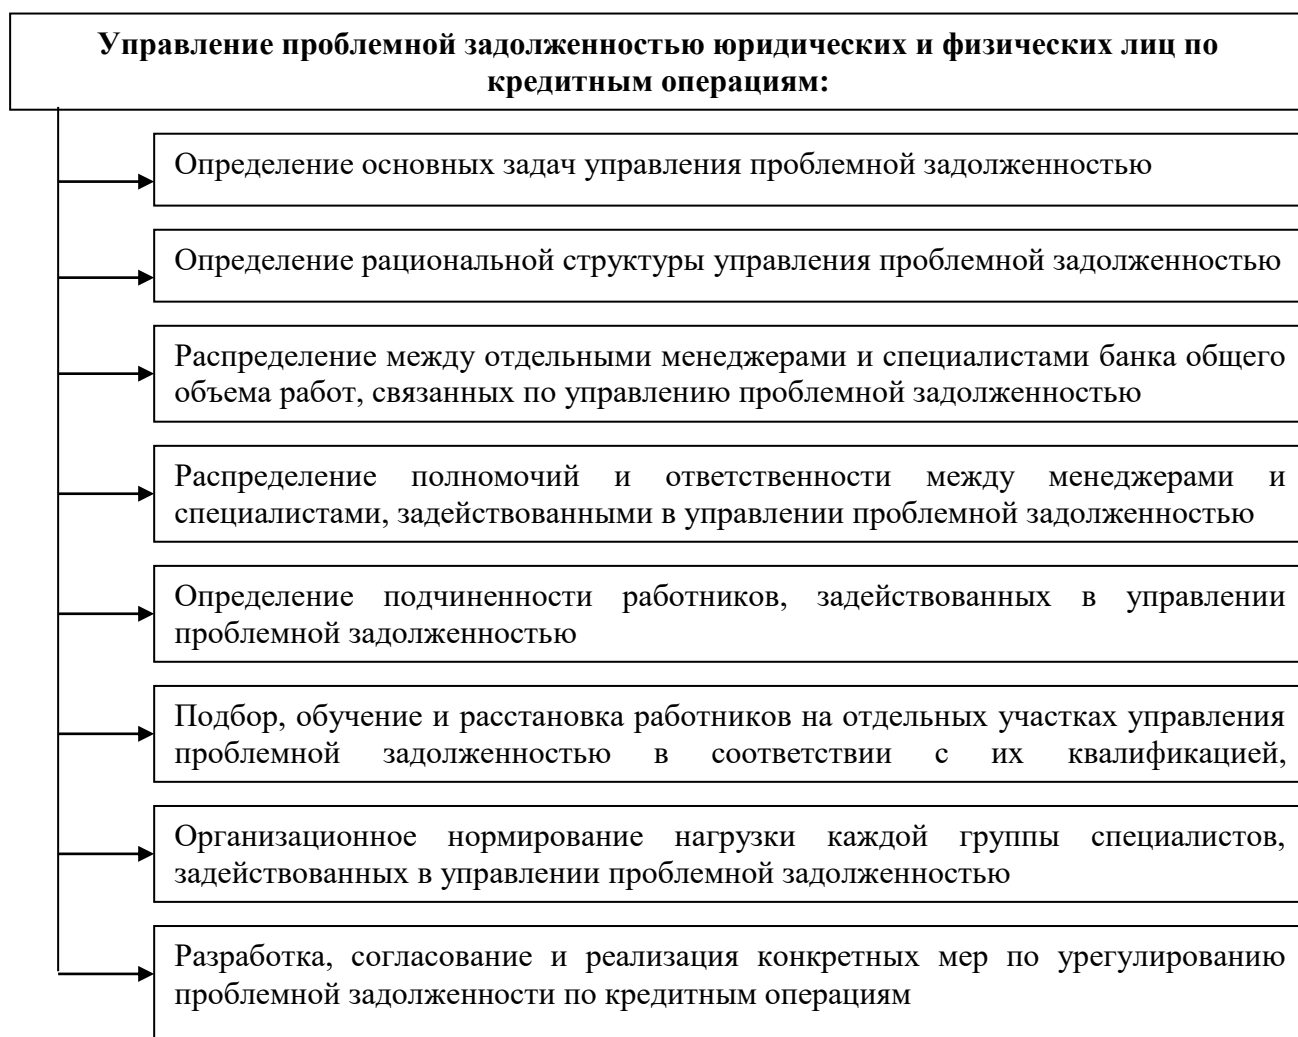 Управление проблемной задолженностью юридических и физических лиц по
кредитным операциям:
Определение основных задач управления проблемной задолженностью
Определение рациональной структуры управления проблемной задолженностью
Распределение между отдельными менеджерами и специалистами банка общего
объема работ, связанных по управлению проблемной задолженностью
Распределение полномочий и ответственности между менеджерами и
специалистами, задействованными в управлении проблемной задолженностью
Определение подчиненности работников, задействованных в управлении
проблемной задолженностью
Подбор, обучение и расстановка работников на отдельных участках управления
проблемной задолженностью в соответствии с их квалификацией,
Организационное нормирование нагрузки каждой группы специалистов,
задействованных в управлении проблемной задолженностью
Разработка, согласование и реализация конкретных мер по урегулированию
проблемной задолженности по кредитным операциям